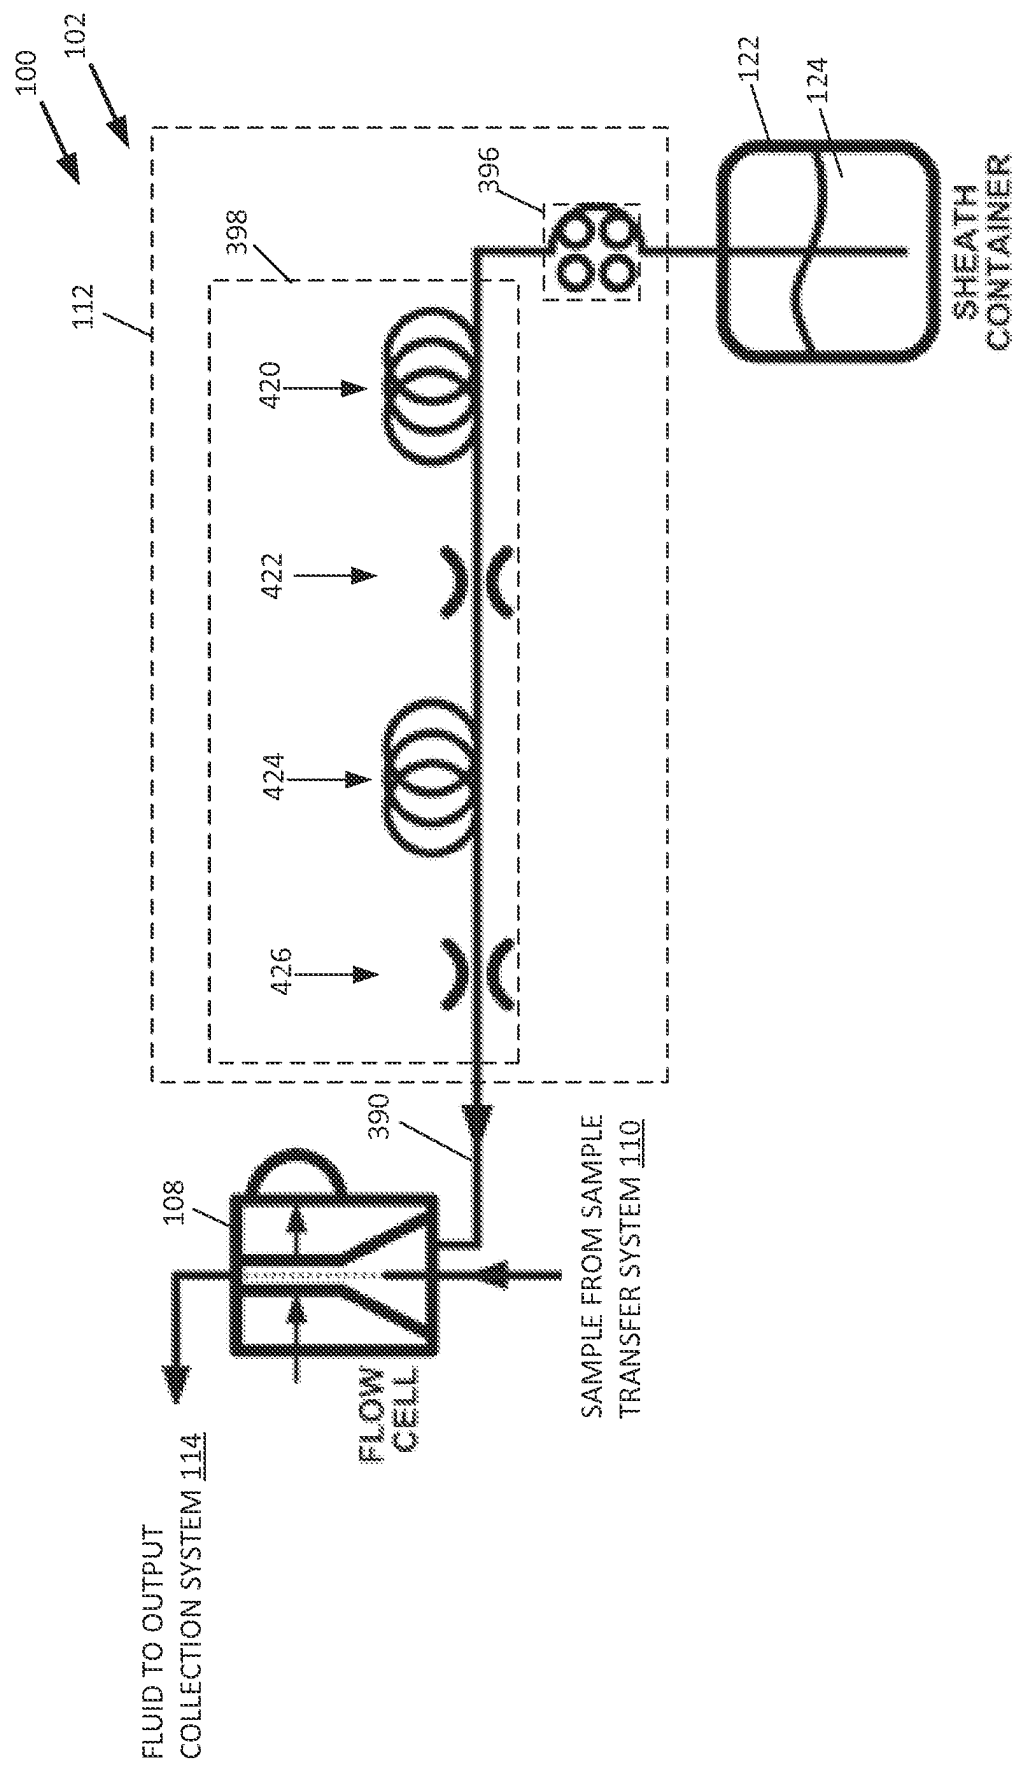 100
102
112
398
396
122
124
420
422
424
426
390
108
SHEATH
CONTAINER
FLOW
CELL
SAMPLE FROM SAMPLE
TRANSFER SYSTEM 110
FLUID TO OUTPUT
COLLECTION SYSTEM 114